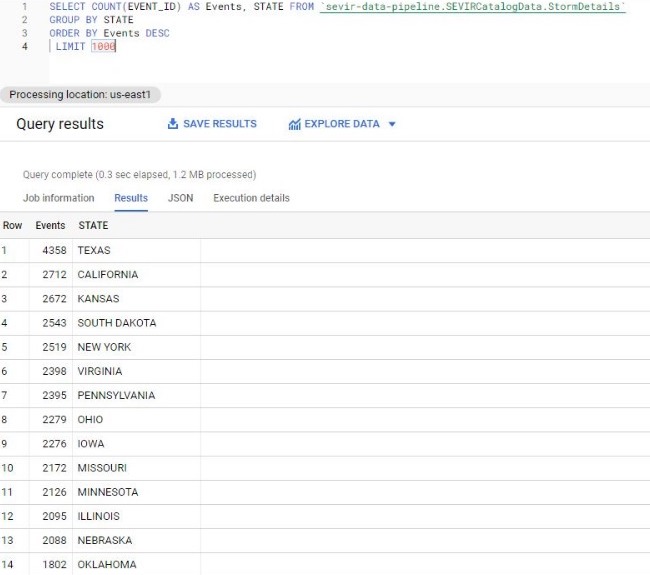 1 SELECT COUNT(EVENT_ID) AS Events, STATE FROM `sevir-data-pipeline.SEVIRCatalogData.StormDetails`
2 GROUP BY STATE
3 ORDER BY Events DESC
4 LIMIT 1000
Processing location: us-east1
Query results SAVE RESULTS EXPLORE DATA
Query complete (0.3 sec elapsed, 1.2 MB processed)
Job information Results JSON Execution details
Row Events STATE
1 4358 TEXAS
2 2712 CALIFORNIA
3 2672 KANSAS
4 2543 SOUTH DAKOTA
5 2519 NEW YORK
6 2398 VIRGINIA
7 2395 PENNSYLVANIA
8 2279 OHIO
9 2276 IOWA
10 2172 MISSOURI
11 2126 MINNESOTA
12 2095 ILLINOIS
13 2088 NEBRASKA
14 1802 OKLAHOMA